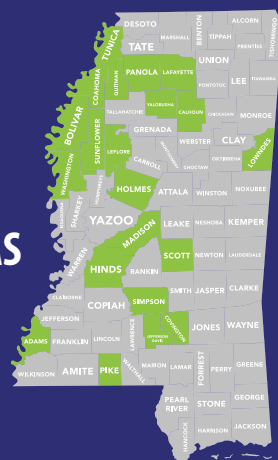 DESOTO
BENTON
ALCORN
TISHOMINGO
TUNICA
MARSHALL
TIPPAH
PRENTISS
TATE
UNION
COAHOMA
QUITMAN
PANOLA
LAFAYETTE
LEE
ITAWAMBA
PONTOTOC
BOLIVAR
TALLAHATCHIE
YALOBUSHA
CALHOUN
CHICKASAW
MONROE
SUNFLOWER
GRENADA
WASHINGTON
LEFLORE
CARROLL
MONTGOMERY
WEBSTER
CLAY
LOWNDES
CHOCTAW
OKTIBBEHA
HUMPHREYS
HOLMES
ATTALA
WINSTON
NOXUBEE
SHARKEY
ISSAQUENA
YAZOO
MADISON
LEAKE
NESHOBA
KEMPER
AS
WARREN
HINDS
RANKIN
SCOTT
NEWTON
LAUDERDALE
CLAIBORNE
COPIAH
SIMPSON
SMITH
JASPER
CLARKE
JEFFERSON
ADAMS
FRANKLIN
LINCOLN
LAWRENCE
JEFFERSON
DAVIS
COVINGTON
JONES
WAYNE
WILKINSON
AMITE
PIKE
WALTHALL
MARION
LAMAR
FORREST
PERRY
GREENE
PEARL
RIVER
STONE
GEORGE
HANCOCK
HARRISON
JACKSON